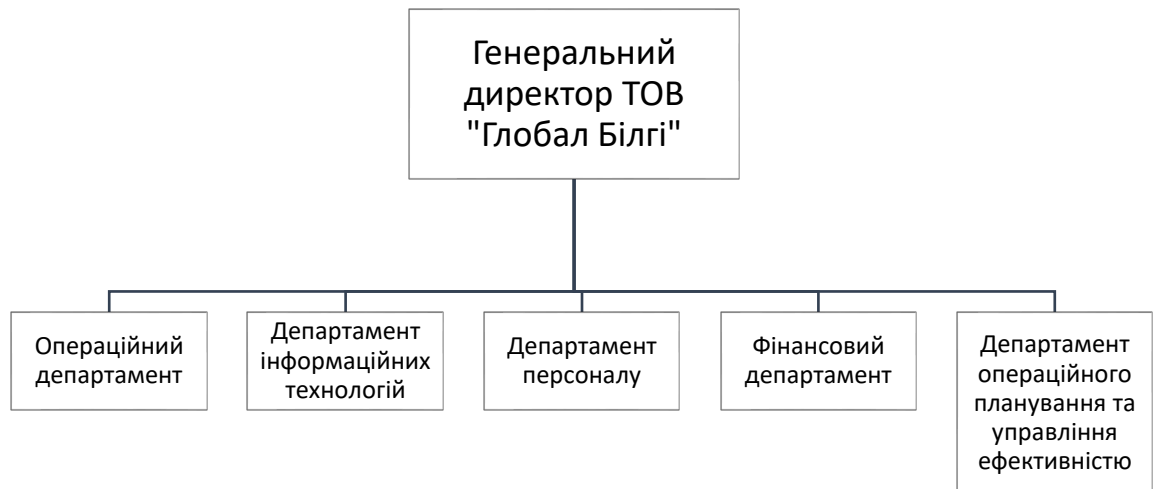 Генеральний
директор ТОВ
"Глобал Білгі"
Операційний
департамент
Департамент
інформаційних
технологій
Департамент
персоналу
Фінансовий
департамент
Департамент
операційного
планування та
управління
ефективністю